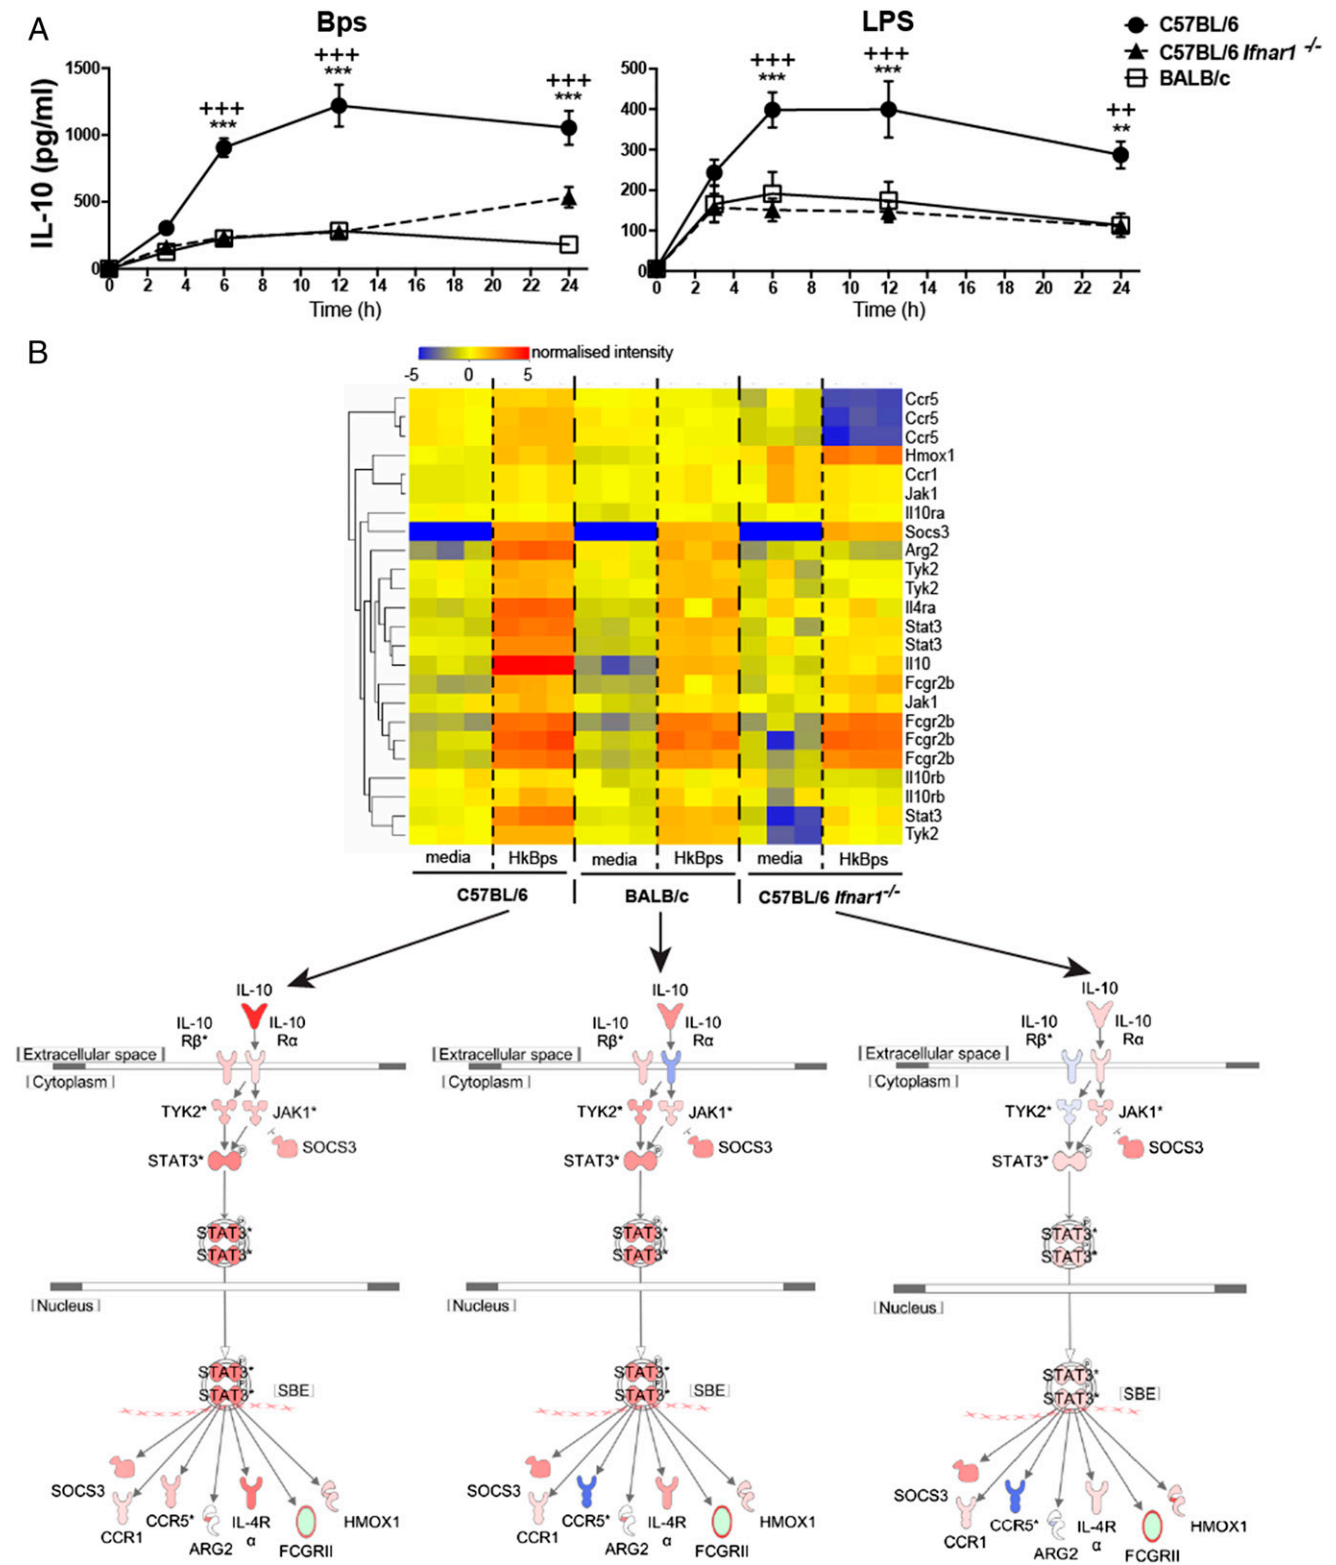 A
Bps
LPS
C57BL/6
C57BL/6 Ifnar1 -/-
BALB/c
IL-10 (pg/ml)
1500
1000
500
0
+++
***
+++
***
+++
***
0 2 4 6 8 10 12 14 16 18 20 22 24
Time (h)
500
400
300
200
100
0
+++
***
+++
***
++
**
0 2 4 6 8 10 12 14 16 18 20 22 24
Time (h)
B
normalised intensity
-5 0 5
Ccr5
Ccr5
Ccr5
Hmox1
Ccr1
Jak1
Il10ra
Socs3
Arg2
Tyk2
Tyk2
Il4ra
Stat3
Stat3
Il10
Fcgr2b
Jak1
Fcgr2b
Fcgr2b
Fcgr2b
Il10rb
Il10rb
Stat3
Tyk2
media HkBps media HkBps media HkBps
C57BL/6 BALB/c C57BL/6 Ifnar1-/-
IL-10
IL-10
Rβ*
IL-10
Rα
Extracellular space
Cytoplasm
TYK2*
JAK1*
P
SOCS3
STAT3*
P
STAT3*
P
STAT3*
Nucleus
P
STAT3*
P
STAT3*
SBE
SOCS3
CCR1
CCR5*
ARG2
IL-4R
α
FCGRII
HMOX1
IL-10
IL-10
Rβ*
IL-10
Rα
Extracellular space
Cytoplasm
TYK2*
JAK1*
P
SOCS3
STAT3*
P
STAT3*
P
STAT3*
Nucleus
P
STAT3*
P
STAT3*
SBE
SOCS3
CCR1
CCR5*
ARG2
IL-4R
α
FCGRII
HMOX1
IL-10
IL-10
Rβ*
IL-10
Rα
Extracellular space
Cytoplasm
TYK2*
JAK1*
P
SOCS3
STAT3*
P
STAT3*
P
STAT3*
Nucleus
P
STAT3*
P
STAT3*
SBE
SOCS3
CCR1
CCR5*
ARG2
IL-4R
α
FCGRII
HMOX1